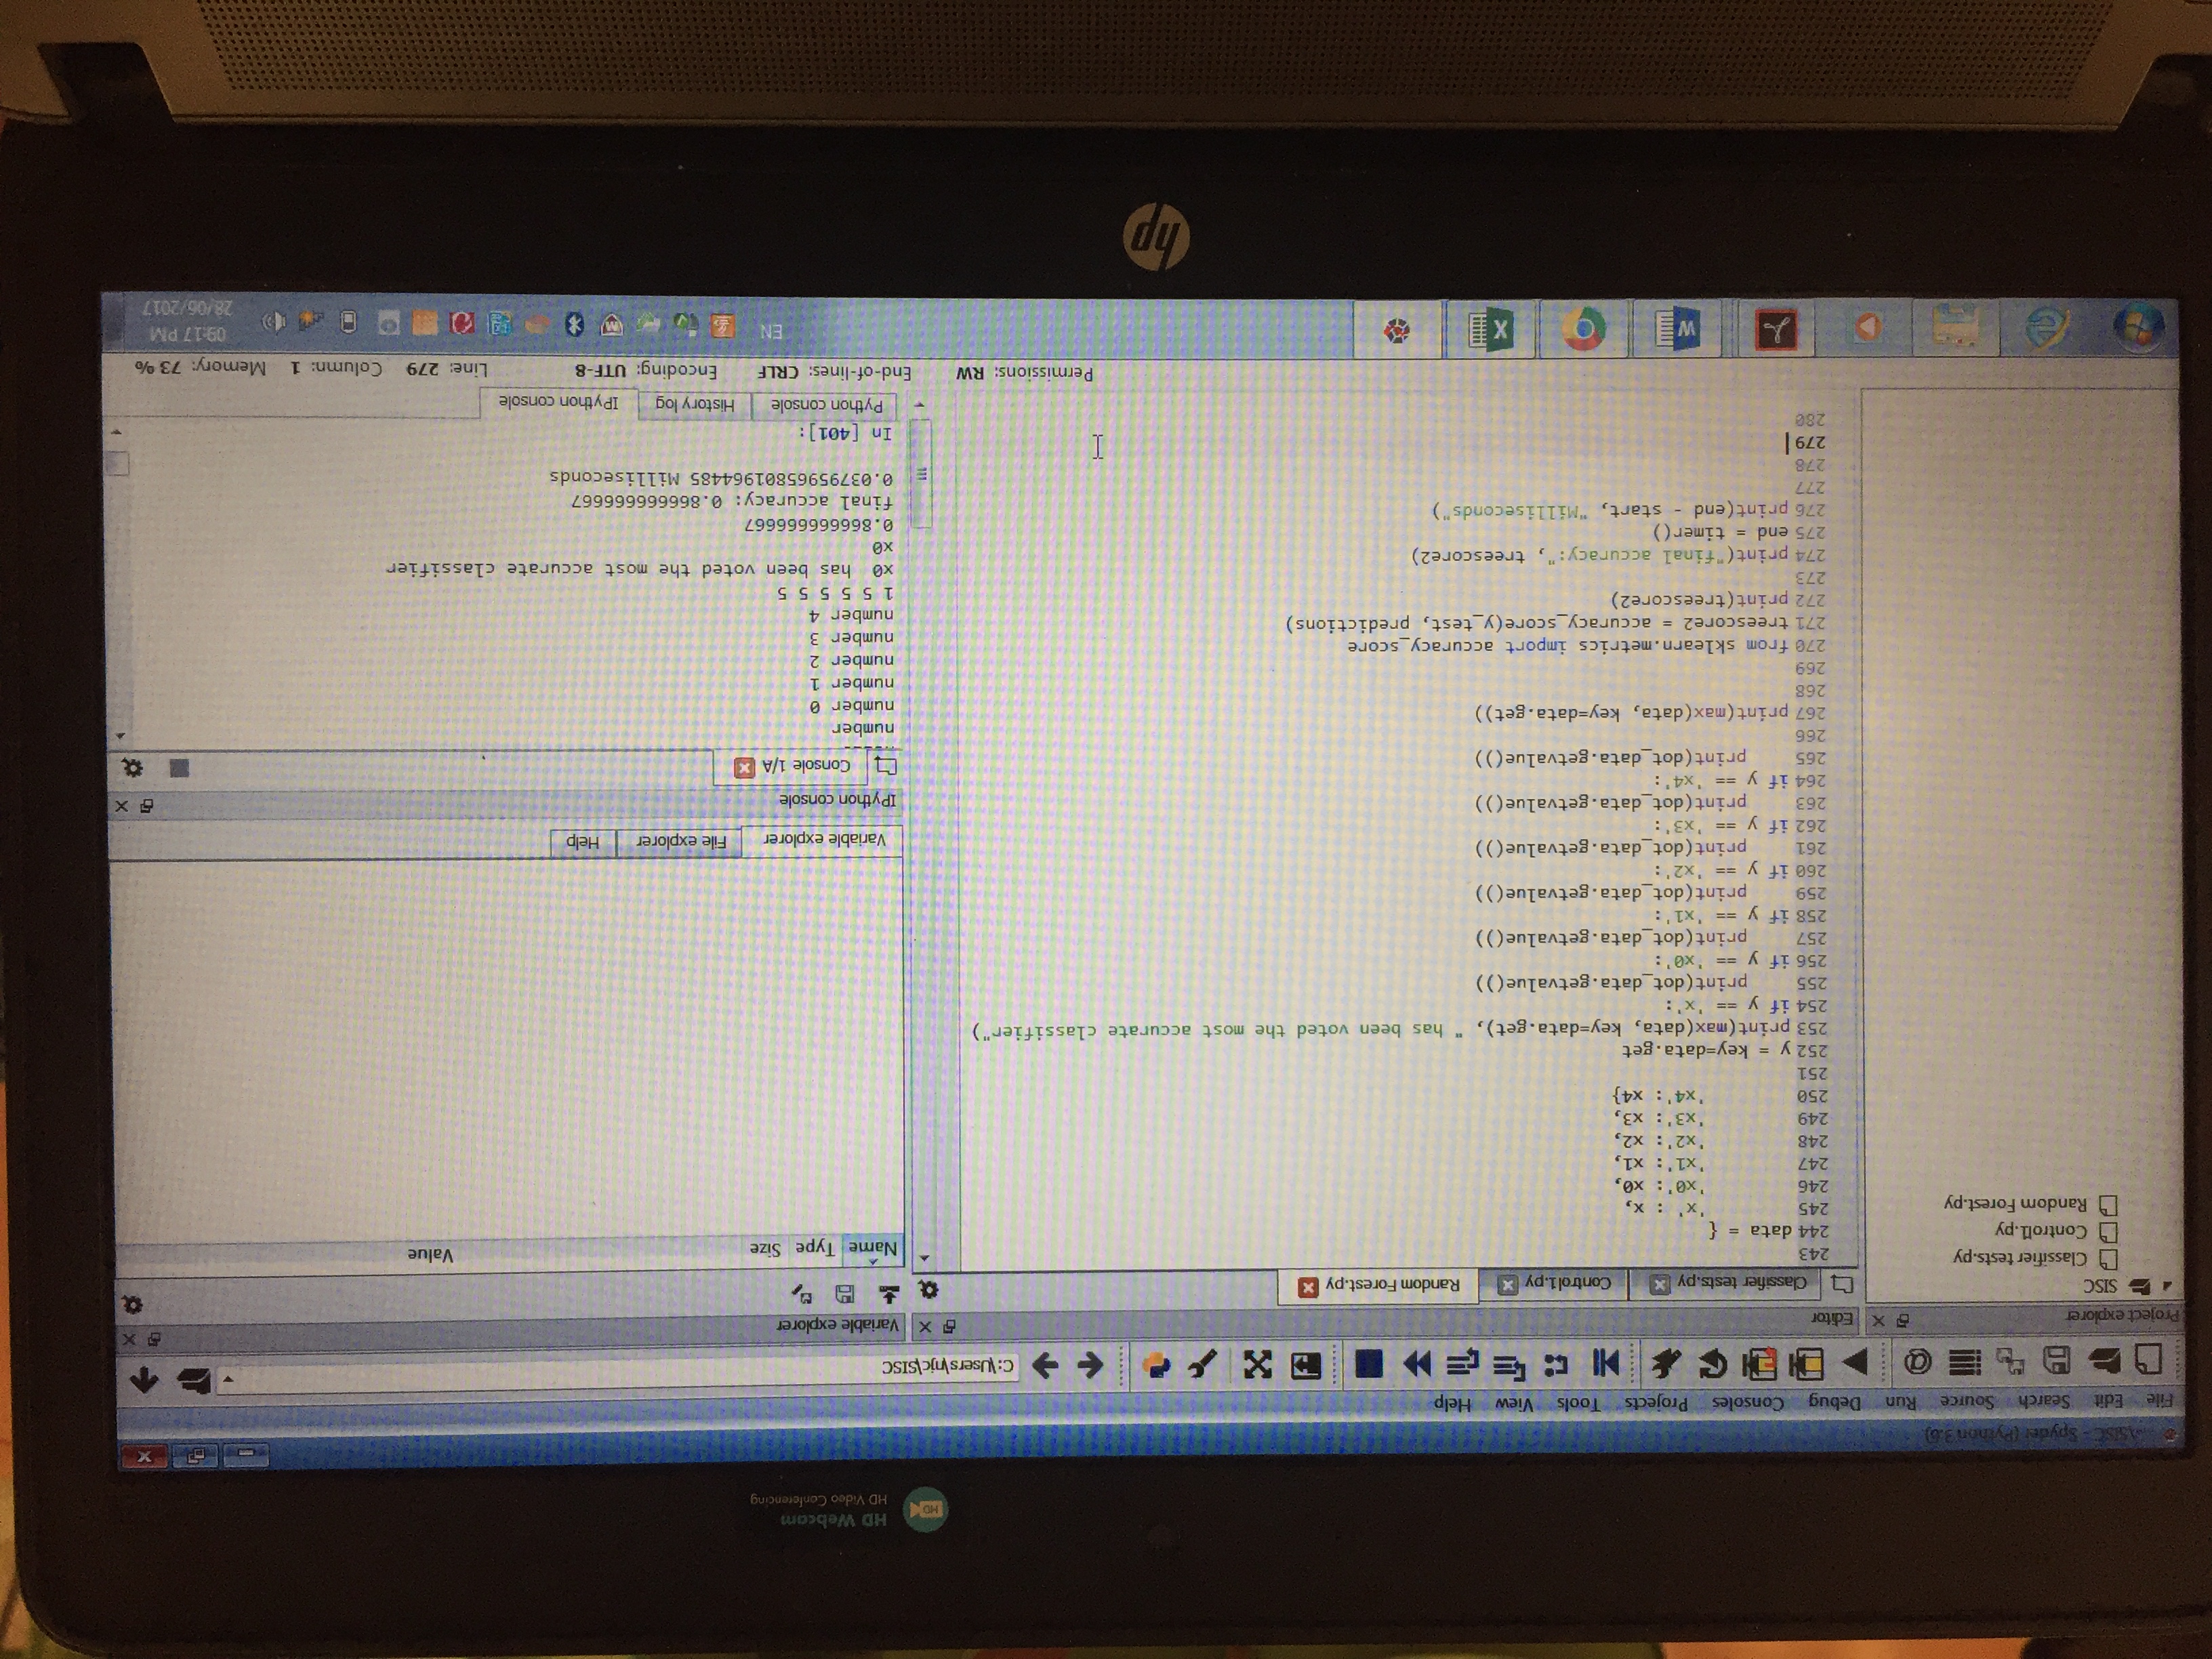 HD Webcam
HD HD Video Conferencing
...\SISC - Spyder (Python 3.6)
File Edit Search Source Run Debug Consoles Projects Tools View Help
C:\Users\njc\SISC
Project explorer
SISC
Classifier tests.py
Control1.py
Random Forest.py
Editor
Classifier tests.py Control1.py Random Forest.py
243
244 data = {
245 'x' : x,
246 'x0': x0,
247 'x1': x1,
248 'x2': x2,
249 'x3': x3,
250 'x4': x4}
251
252 y = key=data.get
253 print(max(data, key=data.get), " has been voted the most accurate classifier")
254 if y == 'x':
255 print(dot_data.getvalue())
256 if y == 'x0':
257 print(dot_data.getvalue())
258 if y == 'x1':
259 print(dot_data.getvalue())
260 if y == 'x2':
261 print(dot_data.getvalue())
262 if y == 'x3':
263 print(dot_data.getvalue())
264 if y == 'x4':
265 print(dot_data.getvalue())
266
267 print(max(data, key=data.get))
268
269
270 from sklearn.metrics import accuracy_score
271 treescore2 = accuracy_score(y_test, predictions)
272 print(treescore2)
273
274 print("final accuracy:", treescore2)
275 end = timer()
276 print(end - start, "Milliseconds")
277
278
279
280
Variable explorer
Name Type Size Value
Variable explorer File explorer Help
IPython console
Console 1/A
number
number 0
number 1
number 2
number 3
number 4
1 5 5 5 5 5
x0  has been voted the most accurate classifier
x0
0.866666666667
final accuracy: 0.866666666667
0.03795965801964485 Milliseconds
In [401]:
Python console History log IPython console
Permissions: RW End-of-lines: CRLF Encoding: UTF-8 Line: 279 Column: 1 Memory: 73 %
EN
09:17 PM
28/06/2017
hp